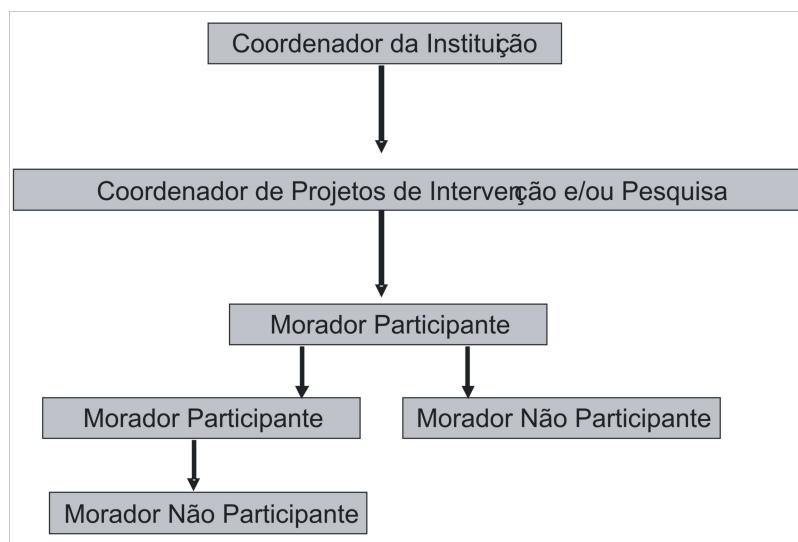 Coordenador da Instituição
Coordenador de Projetos de Intervenção e/ou Pesquisa
Morador Participante
Morador Participante
Morador Não Participante
Morador Não Participante